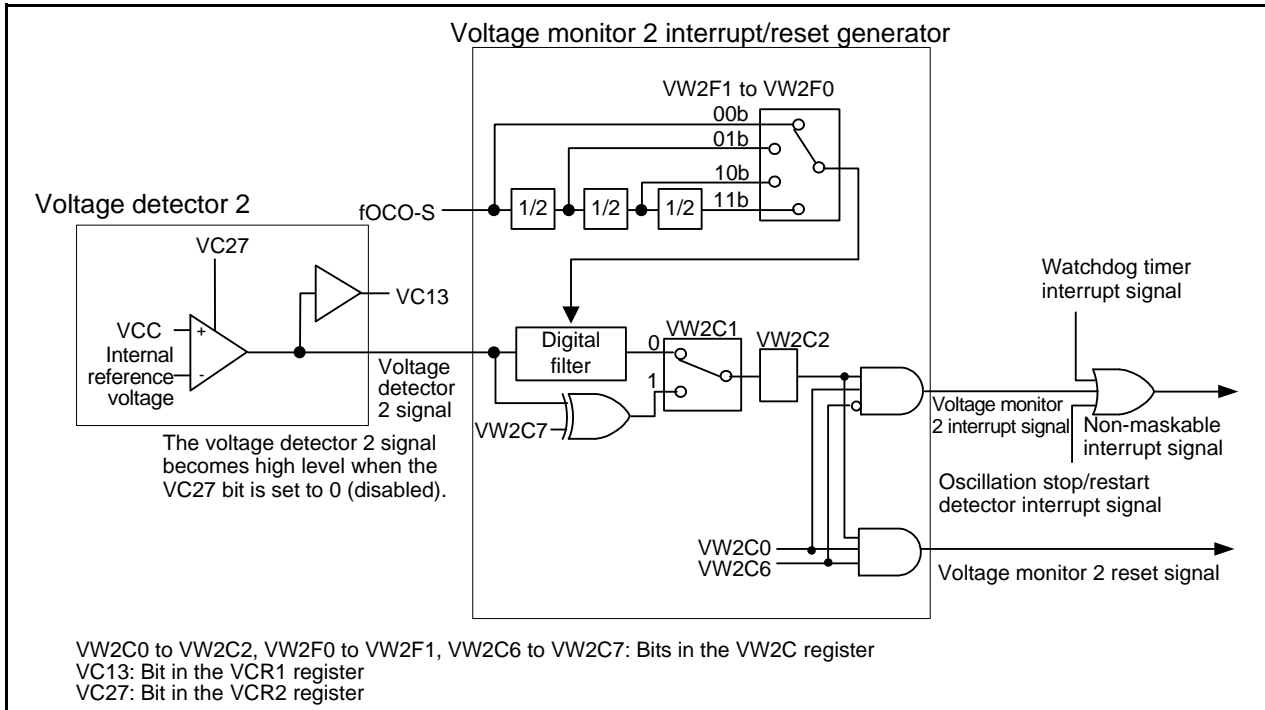 Voltage monitor 2 interrupt/reset generator
VW2F1 to VW2F0
00b
01b
10b
11b
Voltage detector 2
fOCO-S
1/2
1/2
1/2
VC27
VC13
VCC
+
Internal
reference
voltage
-
Voltage
detector
2 signal
The voltage detector 2 signal
becomes high level when the
VC27 bit is set to 0 (disabled).
Digital
filter
0
1
VW2C1
VW2C2
VW2C7
Watchdog timer
interrupt signal
Voltage monitor
2 interrupt signal
Non-maskable
interrupt signal
Oscillation stop/restart
detector interrupt signal
VW2C0
VW2C6
Voltage monitor 2 reset signal
VW2C0 to VW2C2, VW2F0 to VW2F1, VW2C6 to VW2C7: Bits in the VW2C register
VC13: Bit in the VCR1 register
VC27: Bit in the VCR2 register